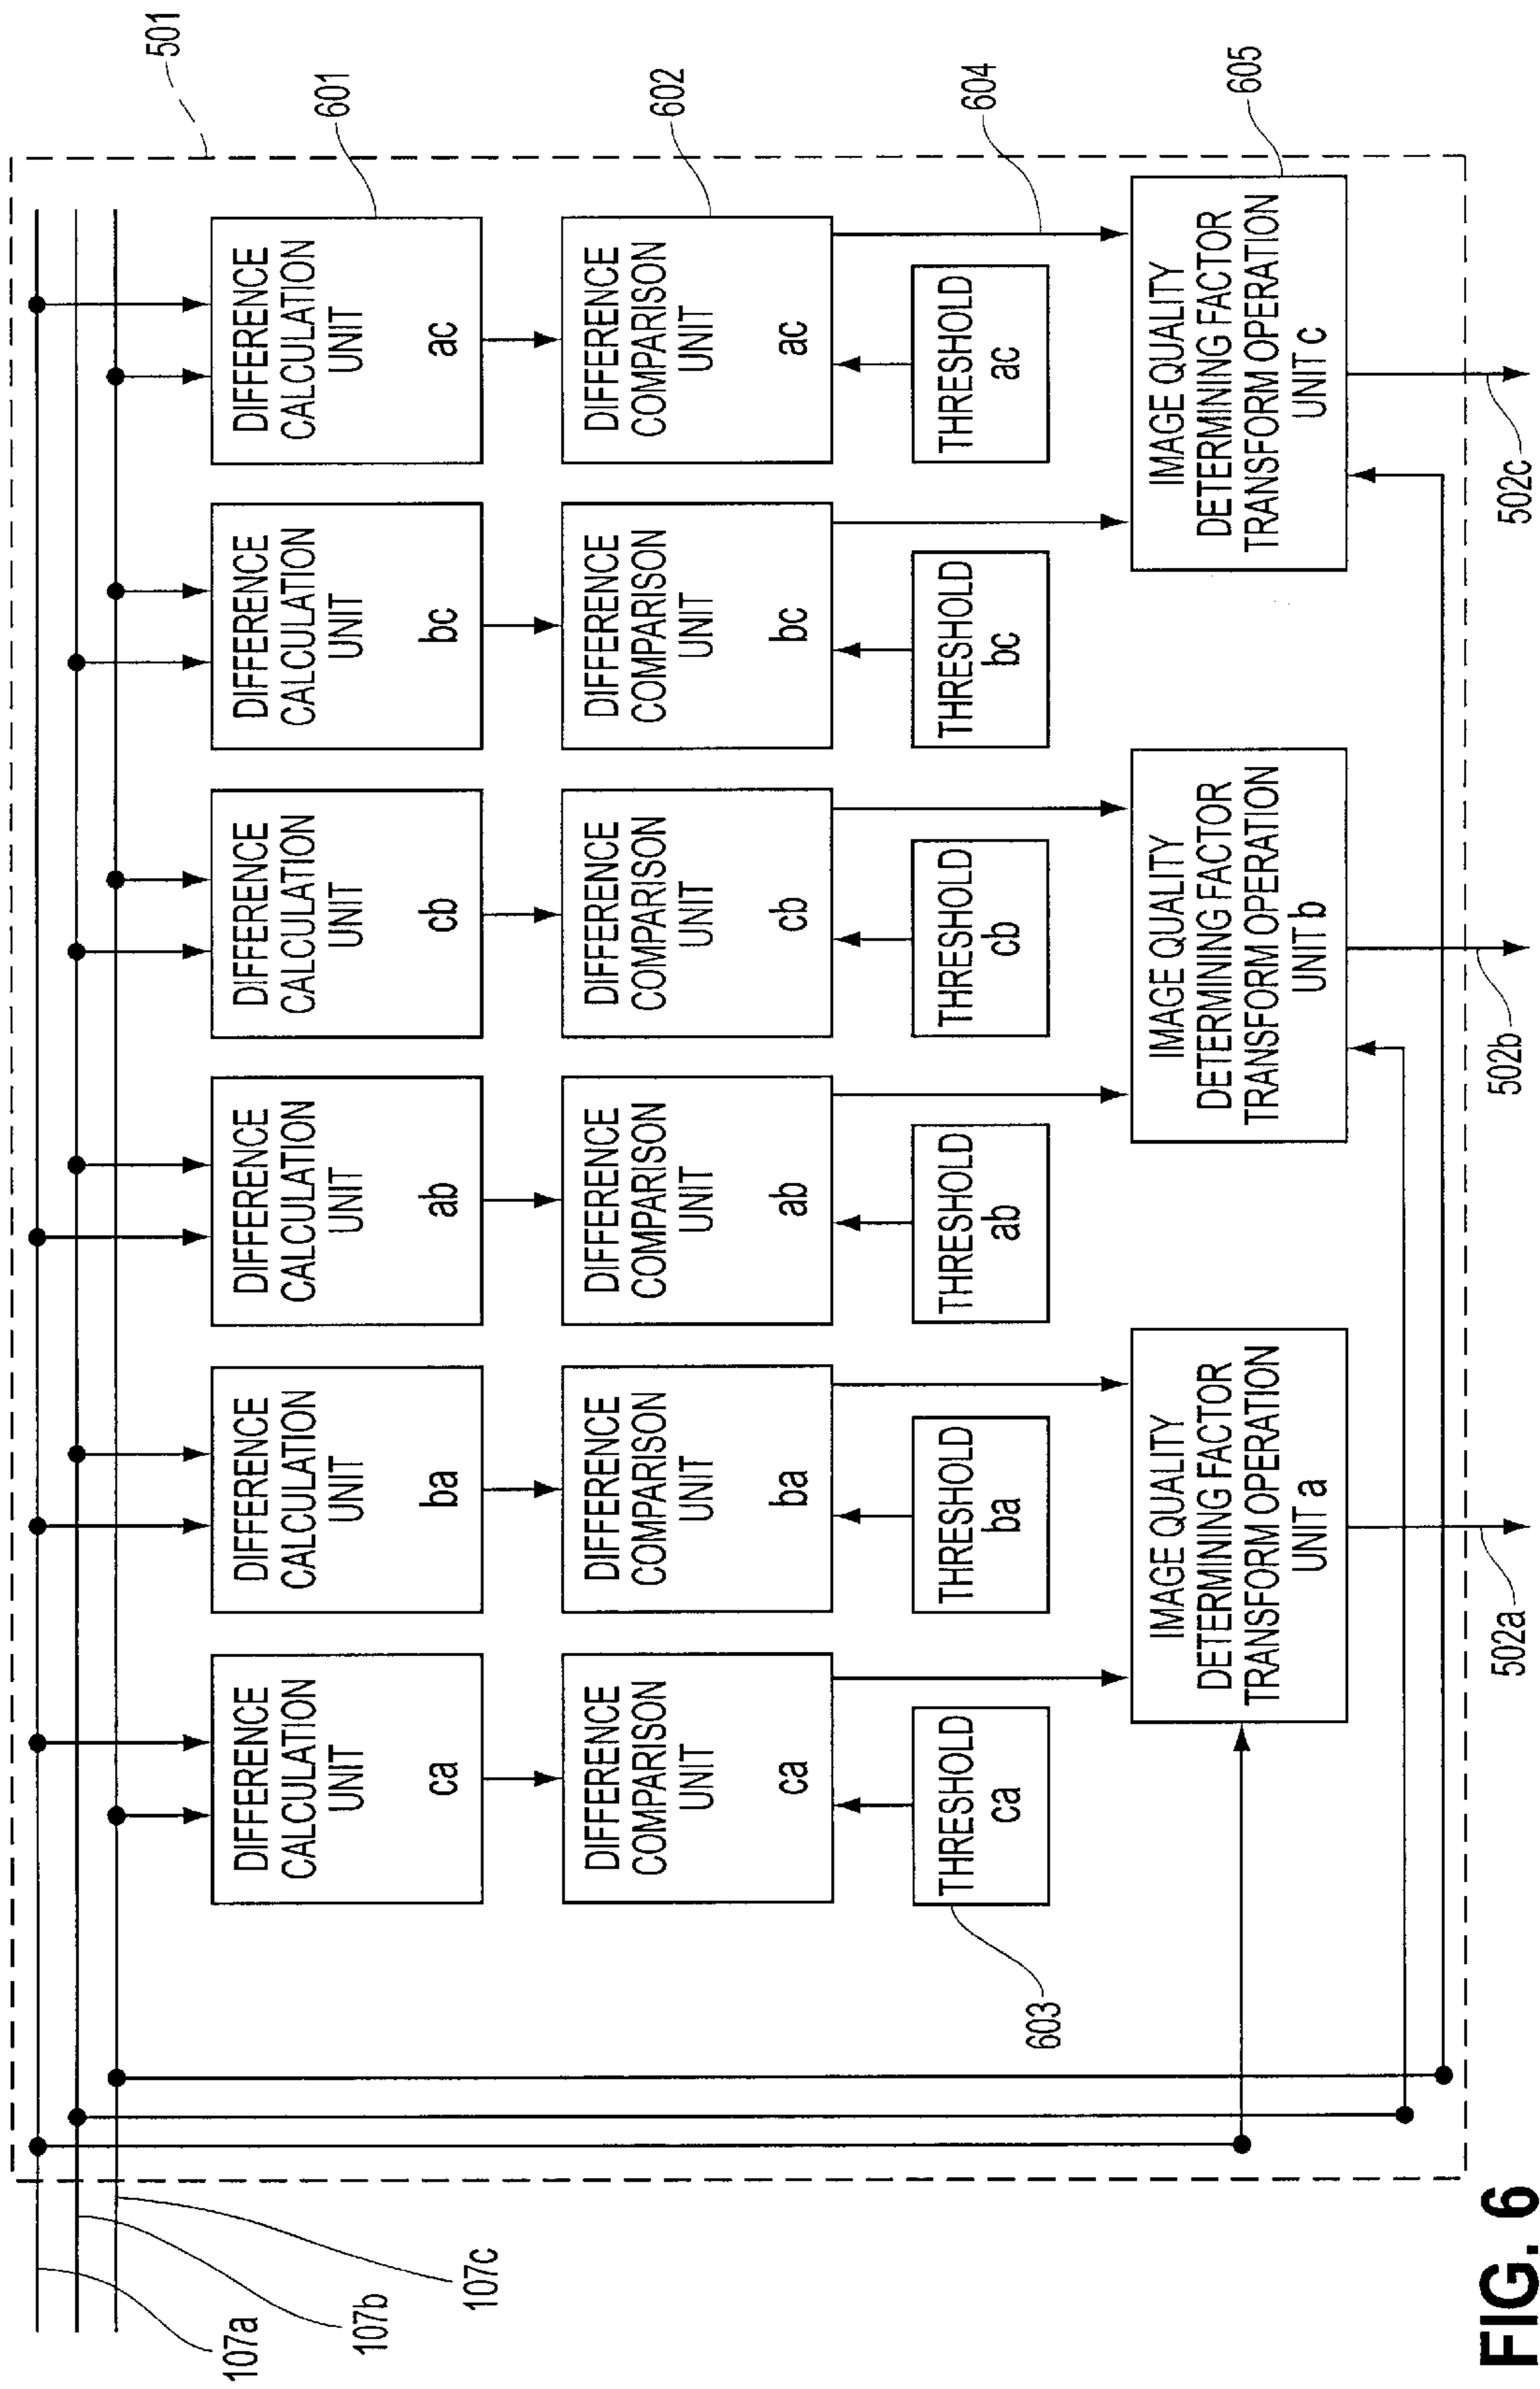 501
601
602
604
605
DIFFERENCE
CALCULATION
UNIT
ca
DIFFERENCE
CALCULATION
UNIT
ba
DIFFERENCE
CALCULATION
UNIT
ab
DIFFERENCE
CALCULATION
UNIT
cb
DIFFERENCE
CALCULATION
UNIT
bc
DIFFERENCE
CALCULATION
UNIT
ac
DIFFERENCE
COMPARISON
UNIT
ca
DIFFERENCE
COMPARISON
UNIT
ba
DIFFERENCE
COMPARISON
UNIT
ab
DIFFERENCE
COMPARISON
UNIT
cb
DIFFERENCE
COMPARISON
UNIT
bc
DIFFERENCE
COMPARISON
UNIT
ac
THRESHOLD
ca
THRESHOLD
ba
THRESHOLD
ab
THRESHOLD
cb
THRESHOLD
bc
THRESHOLD
ac
IMAGE QUALITY
DETERMINING FACTOR
TRANSFORM OPERATION
UNIT a
IMAGE QUALITY
DETERMINING FACTOR
TRANSFORM OPERATION
UNIT b
IMAGE QUALITY
DETERMINING FACTOR
TRANSFORM OPERATION
UNIT c
107a
107b
107c
603
502a
502b
502c
FIG. 6